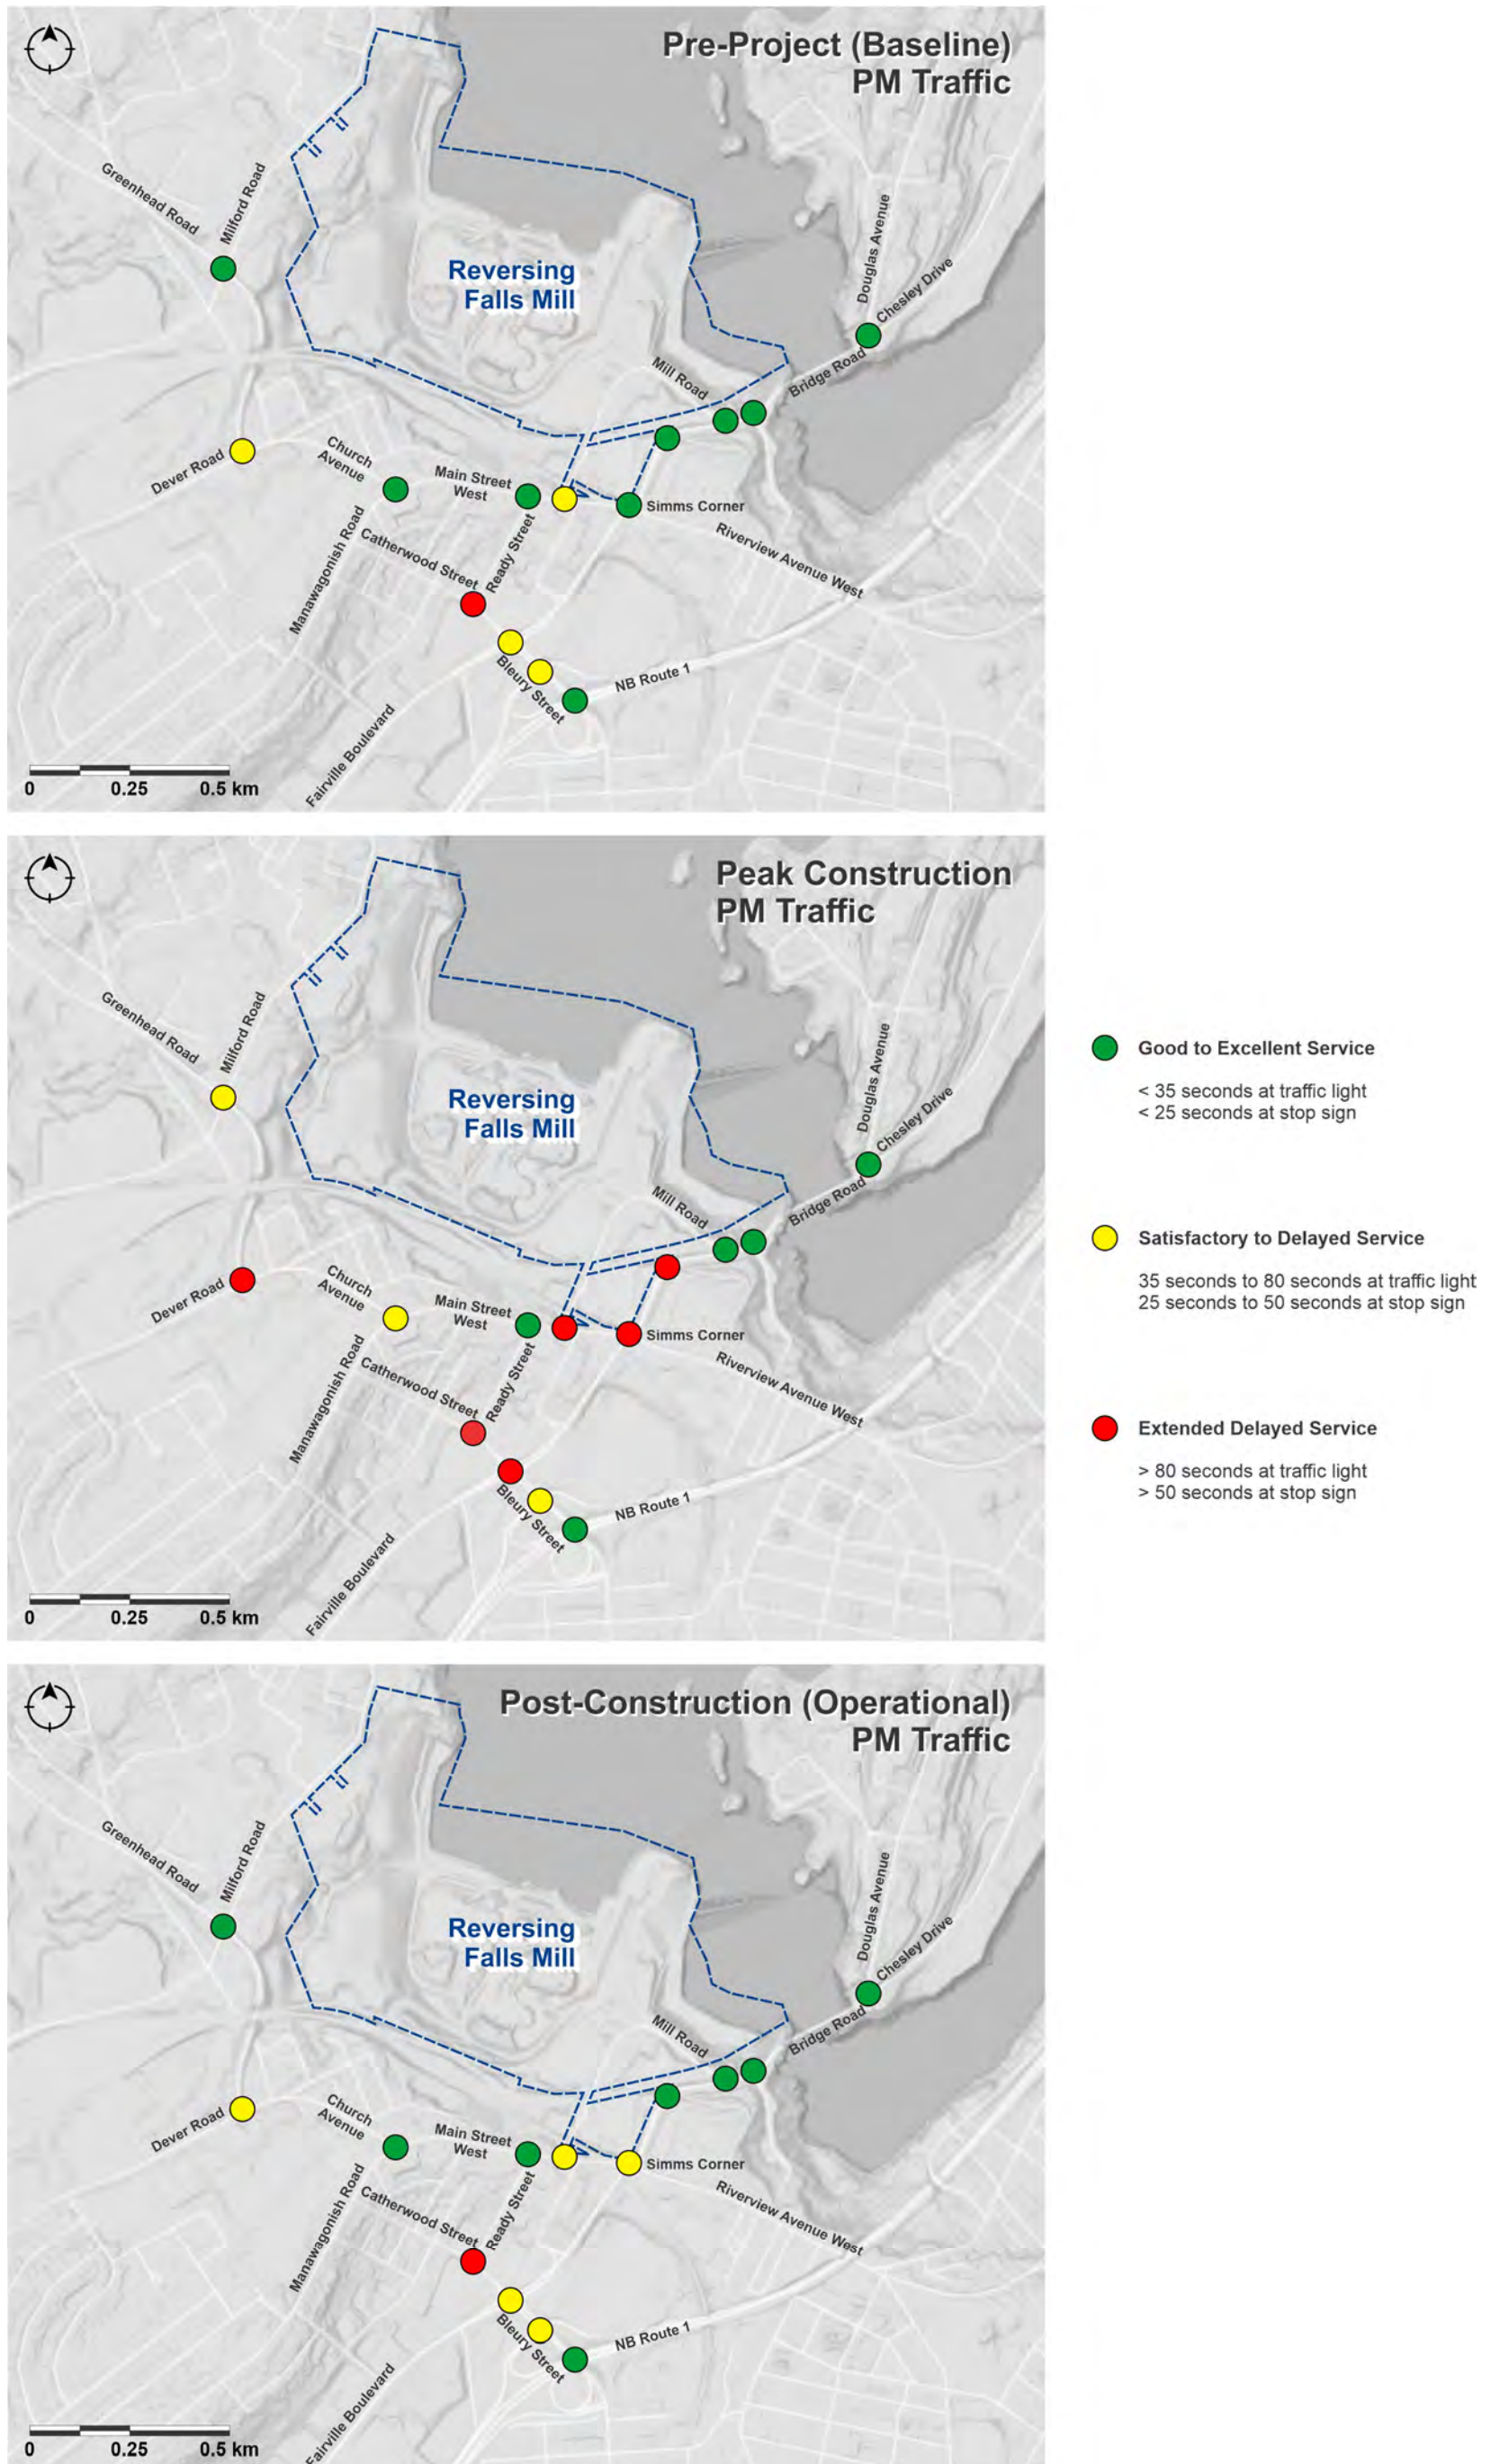 Pre-Project (Baseline)
PM Traffic
Greenhead Road
Milford Road
Reversing
Falls Mill
Douglas Avenue
Chesley Drive
Bridge Road
Mill Road
Dever Road
Church
Avenue
Main Street
West
Simms Corner
Manawagonish Road
Catherwood Street
Ready Street
Riverview Avenue West
Bleury Street
NB Route 1
Fairville Boulevard
0 0.25 0.5 km
Peak Construction
PM Traffic
Greenhead Road
Milford Road
Reversing
Falls Mill
Douglas Avenue
Chesley Drive
Bridge Road
Mill Road
Dever Road
Church
Avenue
Main Street
West
Simms Corner
Manawagonish Road
Catherwood Street
Ready Street
Riverview Avenue West
Bleury Street
NB Route 1
Fairville Boulevard
0 0.25 0.5 km
Good to Excellent Service
< 35 seconds at traffic light
< 25 seconds at stop sign
Satisfactory to Delayed Service
35 seconds to 80 seconds at traffic light
25 seconds to 50 seconds at stop sign
Extended Delayed Service
> 80 seconds at traffic light
> 50 seconds at stop sign
Post-Construction (Operational)
PM Traffic
Greenhead Road
Milford Road
Reversing
Falls Mill
Douglas Avenue
Chesley Drive
Bridge Road
Mill Road
Dever Road
Church
Avenue
Main Street
West
Simms Corner
Manawagonish Road
Catherwood Street
Ready Street
Riverview Avenue West
Bleury Street
NB Route 1
Fairville Boulevard
0 0.25 0.5 km